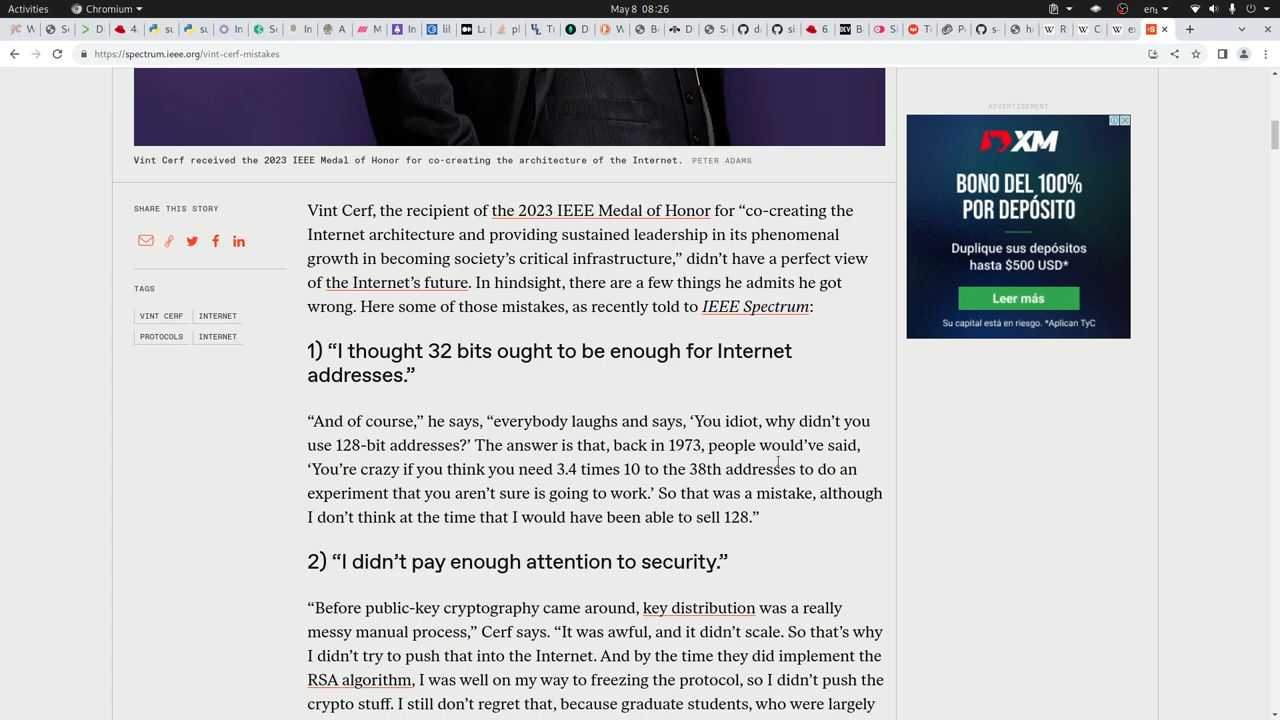 Activities
Chromium
May 8 08:26
en
https://spectrum.ieee.org/vint-cerf-mistakes
Vint Cerf received the 2023 IEEE Medal of Honor for co-creating the architecture of the Internet. PETER ADAMS
SHARE THIS STORY
TAGS
VINT CERF
INTERNET
PROTOCOLS
INTERNET
Vint Cerf, the recipient of the 2023 IEEE Medal of Honor for “co-creating the
Internet architecture and providing sustained leadership in its phenomenal
growth in becoming society’s critical infrastructure,” didn’t have a perfect view
of the Internet’s future. In hindsight, there are a few things he admits he got
wrong. Here some of those mistakes, as recently told to IEEE Spectrum:
1) “I thought 32 bits ought to be enough for Internet
addresses.”
“And of course,” he says, “everybody laughs and says, ‘You idiot, why didn’t you
use 128-bit addresses?’ The answer is that, back in 1973, people would’ve said,
‘You’re crazy if you think you need 3.4 times 10 to the 38th addresses to do an
experiment that you aren’t sure is going to work.’ So that was a mistake, although
I don’t think at the time that I would have been able to sell 128.”
2) “I didn’t pay enough attention to security.”
“Before public-key cryptography came around, key distribution was a really
messy manual process,” Cerf says. “It was awful, and it didn’t scale. So that’s why
I didn’t try to push that into the Internet. And by the time they did implement the
RSA algorithm, I was well on my way to freezing the protocol, so I didn’t push the
crypto stuff. I still don’t regret that, because graduate students, who were largely
ADVERTISEMENT
XM
BONO DEL 100%
POR DEPÓSITO
Duplique sus depósitos
hasta $500 USD*
Leer más
Su capital está en riesgo. *Aplican TyC